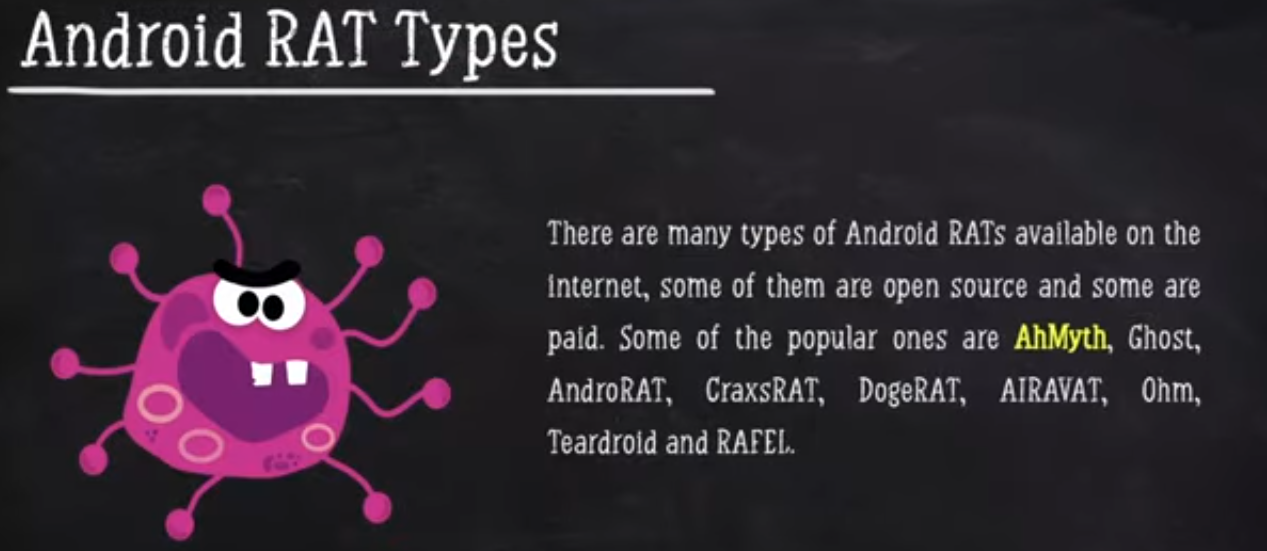 Android RAT Types
There are many types of Android RATs available on the
internet, some of them are open source and some are
paid. Some of the popular ones are AhMyth, Ghost,
AndroRAT, CraxsRAT, DogeRAT, AIRAVAT, Ohm,
Teardroid and RAFEL.